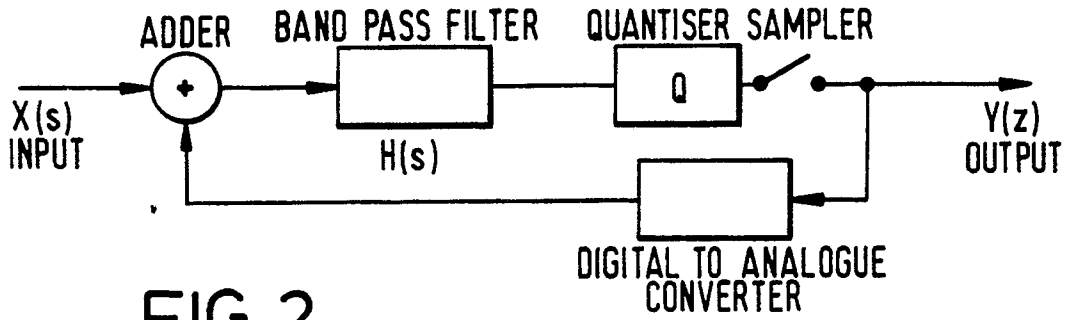 ADDER
BAND PASS FILTER
QUANTISER SAMPLER
+
Q
X(s)
INPUT
H(s)
Y(z)
OUTPUT
DIGITAL TO ANALOGUE
CONVERTER
FIG. 2